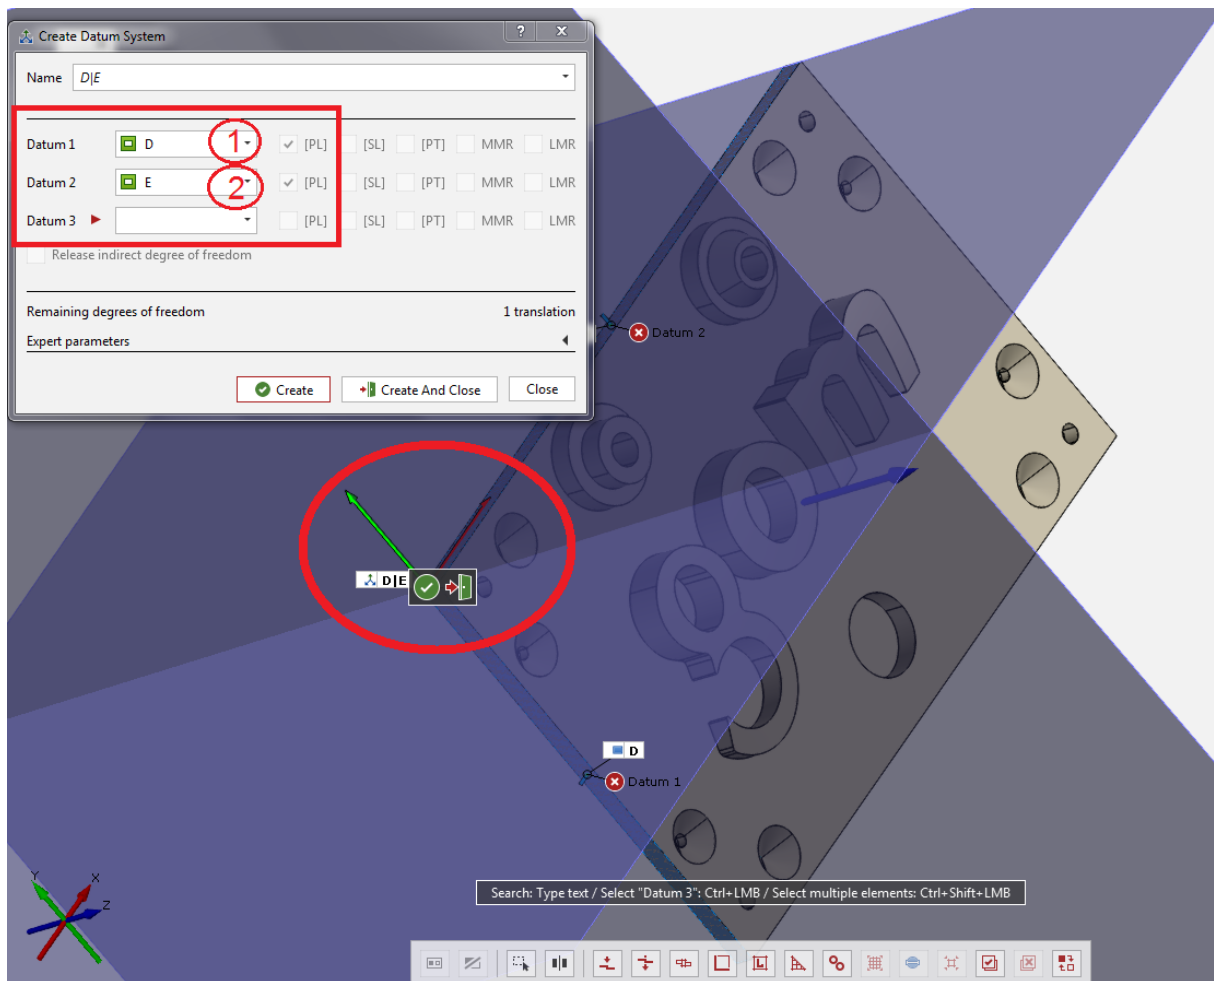 Create Datum System ? X
Name D|E
Datum 1 D 1 [PL] [SL] [PT] MMR LMR
Datum 2 E 2 [PL] [SL] [PT] MMR LMR
Datum 3 [PL] [SL] [PT] MMR LMR
Release indirect degree of freedom
Remaining degrees of freedom 1 translation
Expert parameters
Create Create And Close Close
Datum 2
gom
D|E
D
Datum 1
Y X
Z
Search: Type text / Select "Datum 3": Ctrl+LMB / Select multiple elements: Ctrl+Shift+LMB